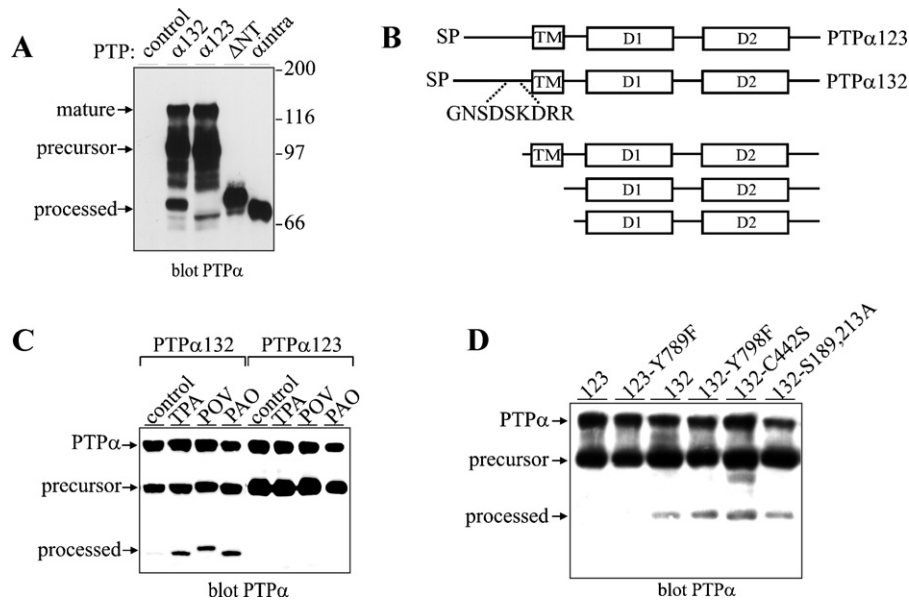 A
PTP:
control
α132
α123
ΔNT
αintra
mature
precursor
processed
-200
-116
-97
-66
blot PTPα
B
SP
TM
D1
D2
PTPα123
SP
TM
D1
D2
PTPα132
GNSDSKDRR
TM
D1
D2
D1
D2
D1
D2
C
PTPα132
PTPα123
control
TPA
POV
PAO
control
TPA
POV
PAO
PTPα
precursor
processed
blot PTPα
D
123
123-Y789F
132
132-Y798F
132-C442S
132-S189,213A
PTPα
precursor
processed
blot PTPα